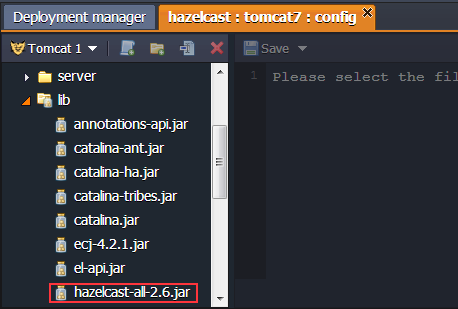 Deployment manager
hazelcast : tomcat7 : config
Tomcat 1
Save
server
1 Please select the fil
lib
annotations-api.jar
catalina-ant.jar
catalina-ha.jar
catalina-tribes.jar
catalina.jar
ecj-4.2.1.jar
el-api.jar
hazelcast-all-2.6.jar